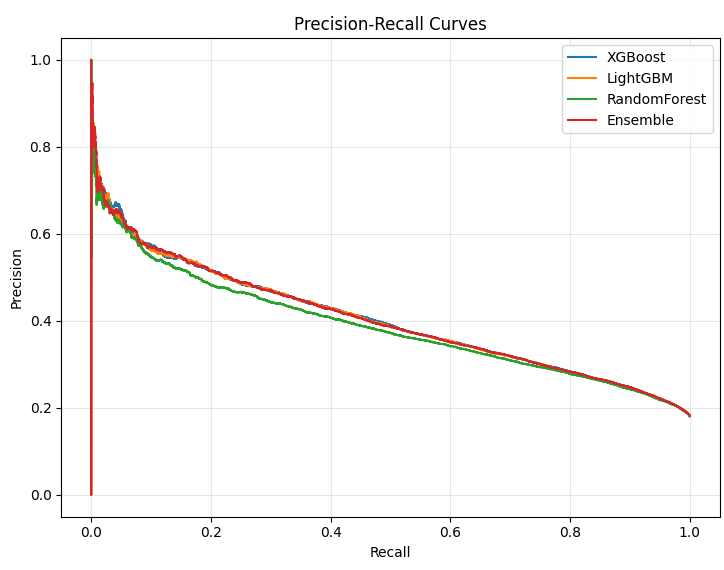 Precision-Recall Curves
XGBoost
LightGBM
RandomForest
Ensemble
Precision
1.0
0.8
0.6
0.4
0.2
0.0
0.0 0.2 0.4 0.6 0.8 1.0
Recall